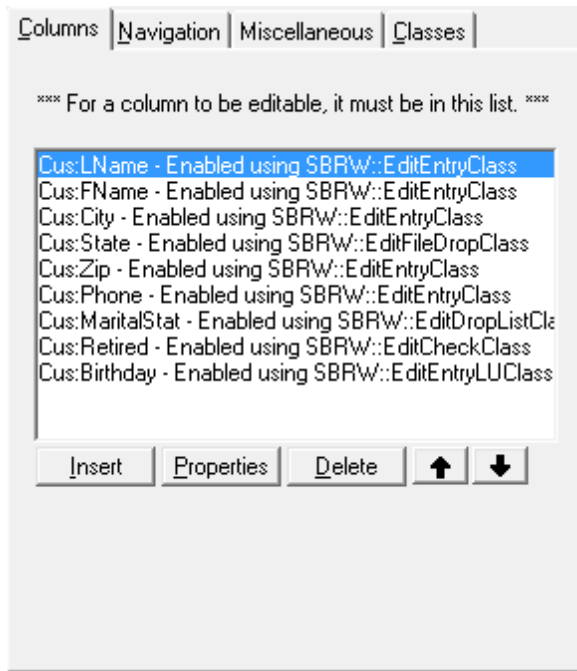 Columns Navigation Miscellaneous Classes
*** For a column to be editable, it must be in this list. ***
Cus:LName - Enabled using SBRW::EditEntryClass
Cus:FName - Enabled using SBRW::EditEntryClass
Cus:City - Enabled using SBRW::EditEntryClass
Cus:State - Enabled using SBRW::EditFileDropClass
Cus:Zip - Enabled using SBRW::EditEntryClass
Cus:Phone - Enabled using SBRW::EditEntryClass
Cus:MaritalStat - Enabled using SBRW::EditDropListCla
Cus:Retired - Enabled using SBRW::EditCheckClass
Cus:Birthday - Enabled using SBRW::EditEntryLUClass
Insert Properties Delete